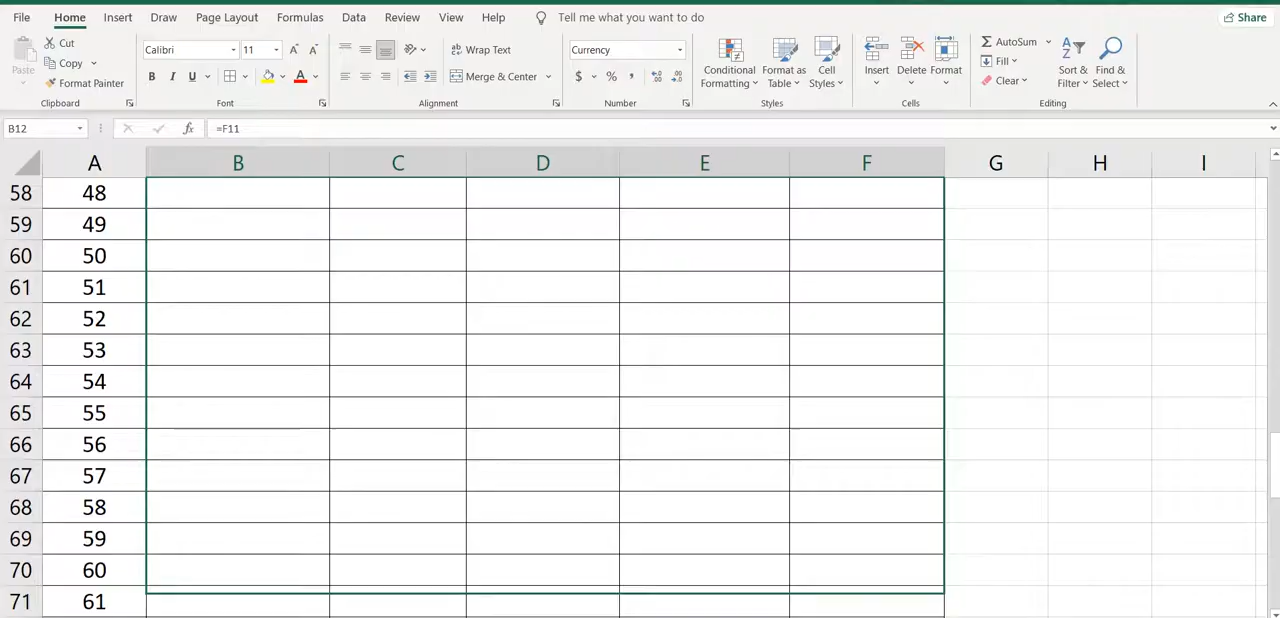 File Home Insert Draw Page Layout Formulas Data Review View Help Tell me what you want to do Share
Paste
Cut
Copy
Format Painter
Clipboard
Calibri 11
B I U A
Font
Wrap Text
Merge & Center
Alignment
Currency
$ % ,
Number
Conditional
Formatting
Format as
Table
Cell
Styles
Styles
Insert
Delete
Format
Cells
AutoSum
Fill
Clear
Sort &
Filter
Find &
Select
Editing
B12 fx =F11
A B C D E F G H I
58 48
59 49
60 50
61 51
62 52
63 53
64 54
65 55
66 56
67 57
68 58
69 59
70 60
71 61